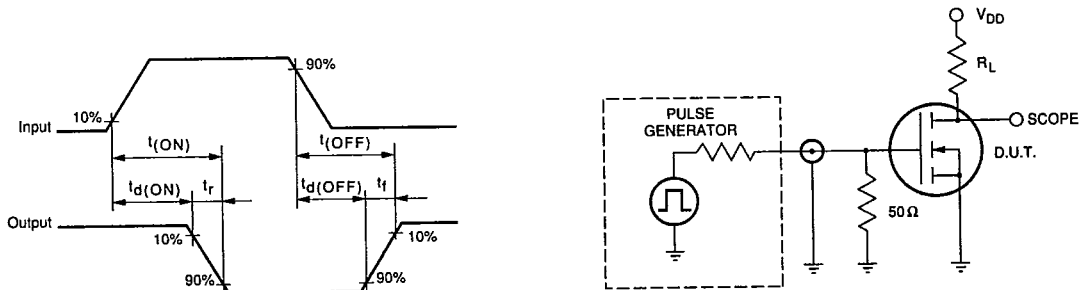 90%
10%
Input
t(ON)
t(OFF)
td(ON)
tr
td(OFF)
tf
Output
10%
10%
90%
90%
VDD
RL
PULSE
GENERATOR
SCOPE
D.U.T.
50Ω